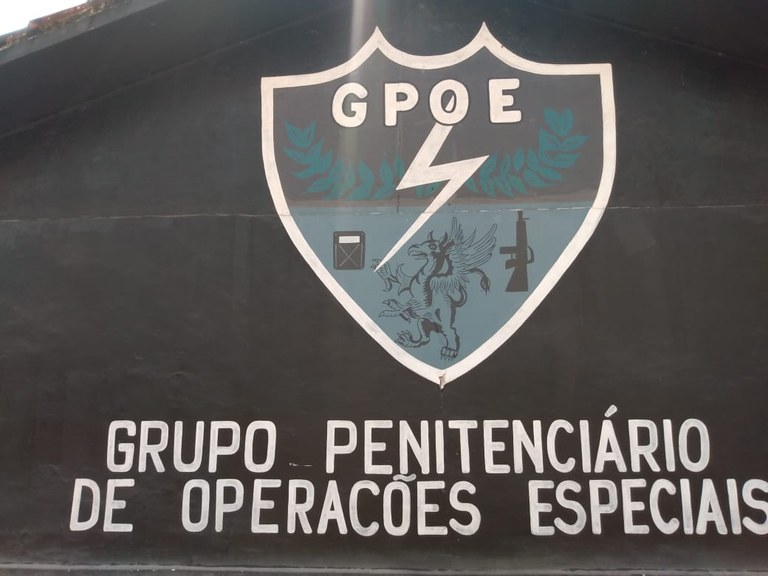 GPOE
GRUPO PENITENCIÁRIO
DE OPERACÕES ESPECIAIS